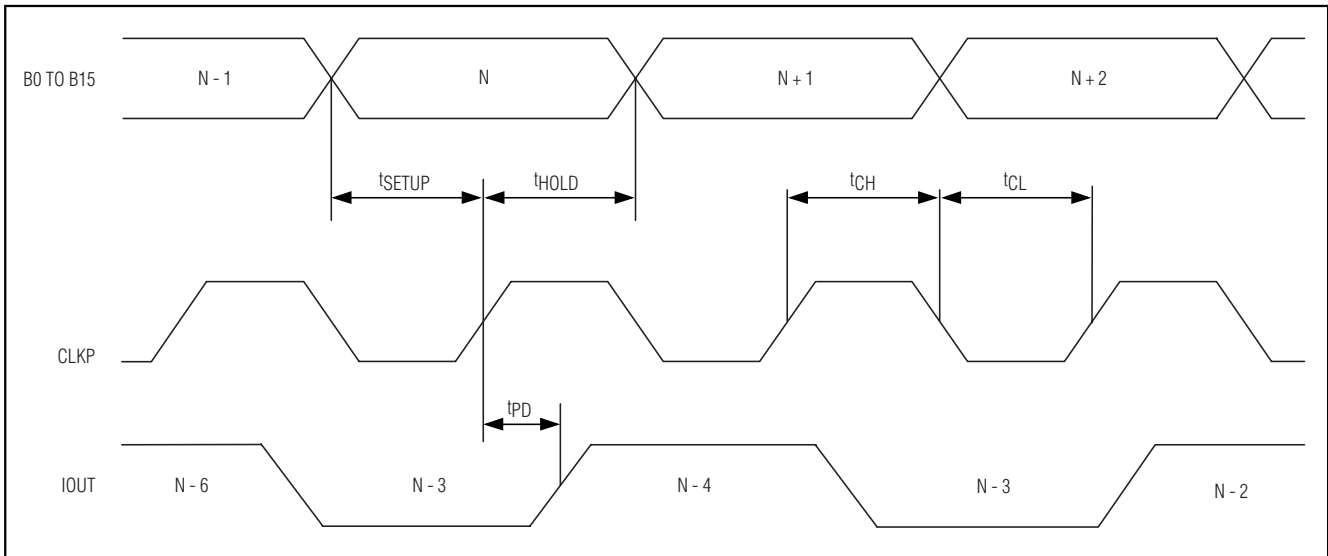 B0 TO B15 N - 1 N N + 1 N + 2
tSETUP tHOLD tCH tCL
CLKP
tPD
IOUT N - 6 N - 3 N - 4 N - 3 N - 2